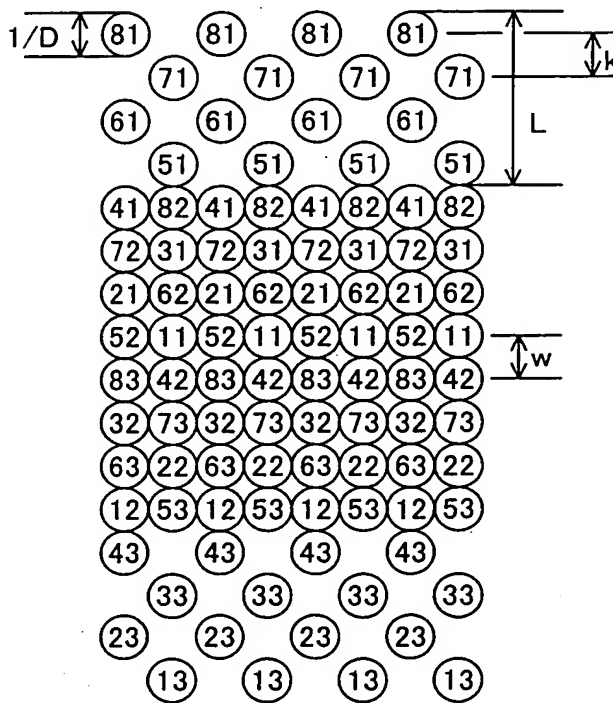 1/D 81 81 81 81 k
71 71 71 71
61 61 61 61 L
51 51 51 51
41 82 41 82 41 82 41 82
72 31 72 31 72 31 72 31
21 62 21 62 21 62 21 62
52 11 52 11 52 11 52 11 w
83 42 83 42 83 42 83 42
32 73 32 73 32 73 32 73
63 22 63 22 63 22 63 22
12 53 12 53 12 53 12 53
43 43 43 43
33 33 33 33
23 23 23 23
13 13 13 13